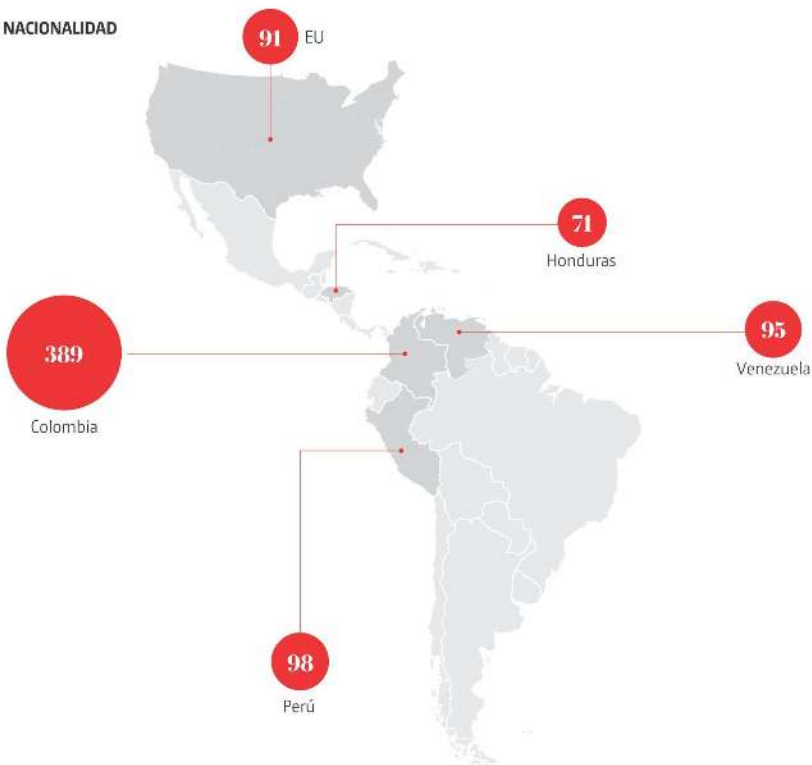 NACIONALIDAD
91 EU
71
Honduras
95
Venezuela
389
Colombia
98
Perú